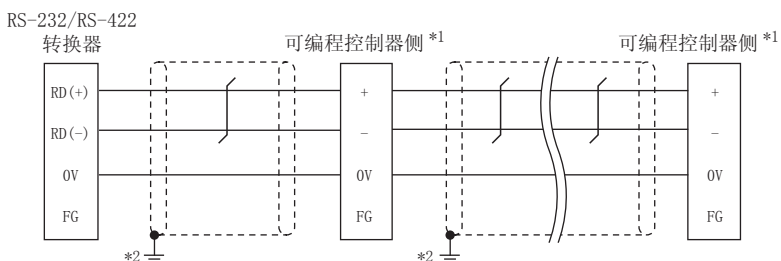 RS-232/RS-422
转换器
可编程控制器侧 *1
可编程控制器侧 *1
RD(+)
+
+
RD(-)
-
-
0V
0V
0V
FG
FG
FG
*2
*2